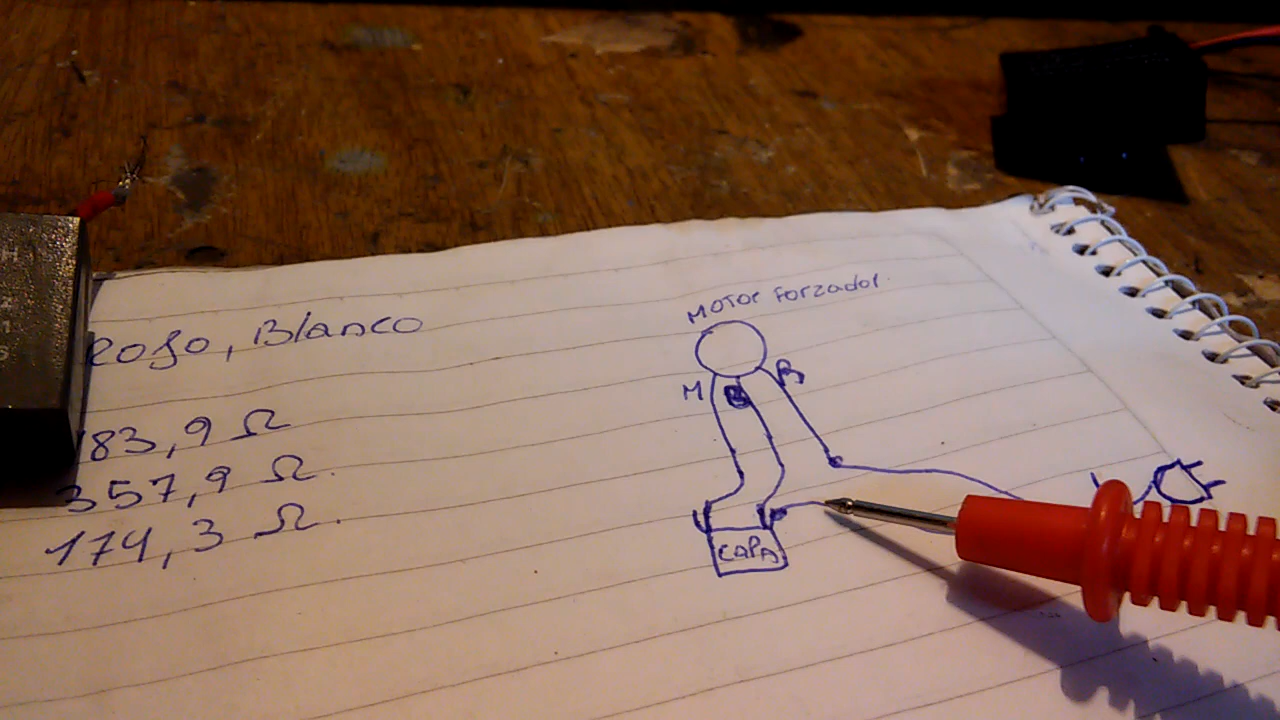 Rojo, Blanco
183,9 Ω
357,9 Ω.
174,3 Ω.
MOTOR Forzador
M
B
CAPA